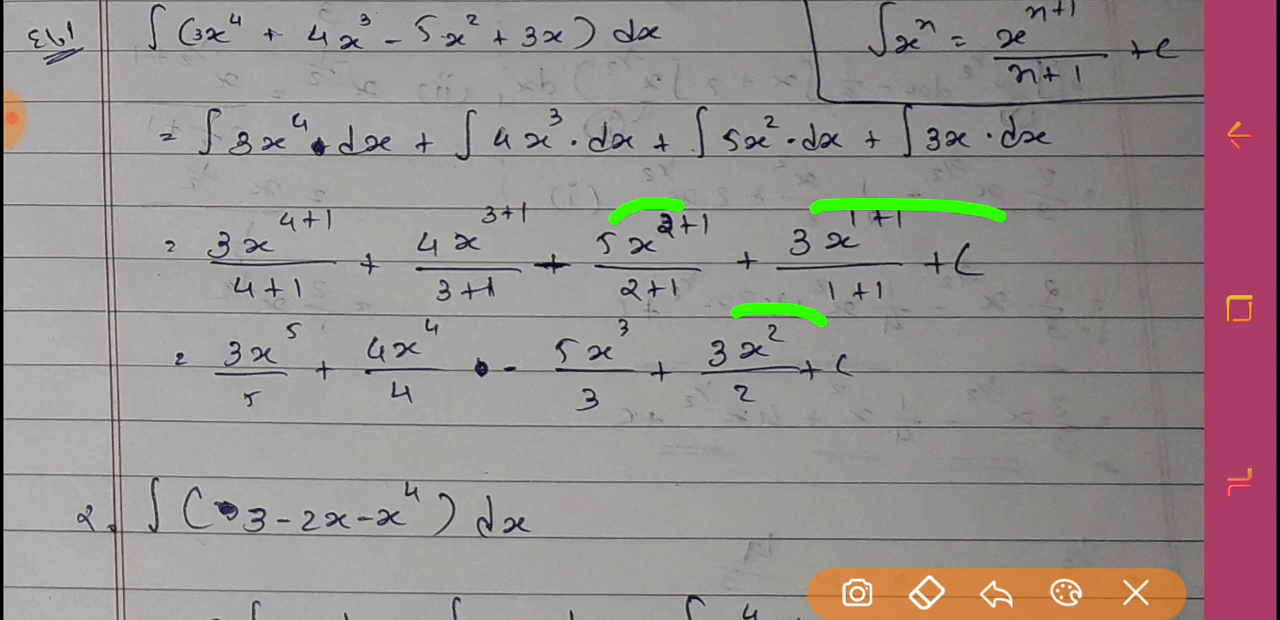 Ex1 ∫(3x⁴ + 4x³ - 5x² + 3x) dx
∫xⁿ = xⁿ⁺¹/n+1 + C
= ∫3x⁴ · dx + ∫4x³ · dx + ∫5x² · dx + ∫3x · dx
= 3x⁴⁺¹/4+1 + 4x³⁺¹/3+1 + 5x²⁺¹/2+1 + 3x¹⁺¹/1+1 + C
= 3x⁵/5 + 4x⁴/4 - 5x³/3 + 3x²/2 + C
2. ∫(3-2x-x⁴) dx